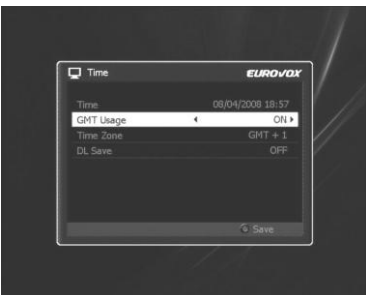 Time EUROVOX
Time 08/04/2008 18:57
GMT Usage ON
Time Zone GMT + 1
DL Save OFF
Save